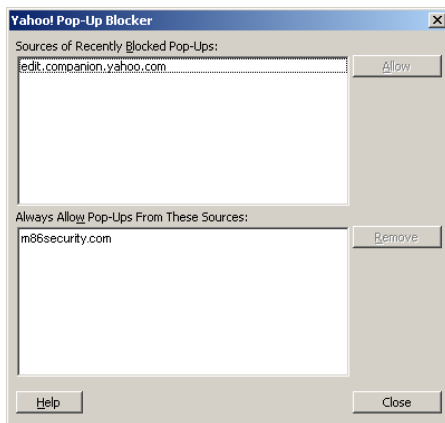 Yahoo! Pop-Up Blocker
Sources of Recently Blocked Pop-Ups:
edit.companion.yahoo.com
Allow
Always Allow Pop-Ups From These Sources:
m86security.com
Remove
Help
Close